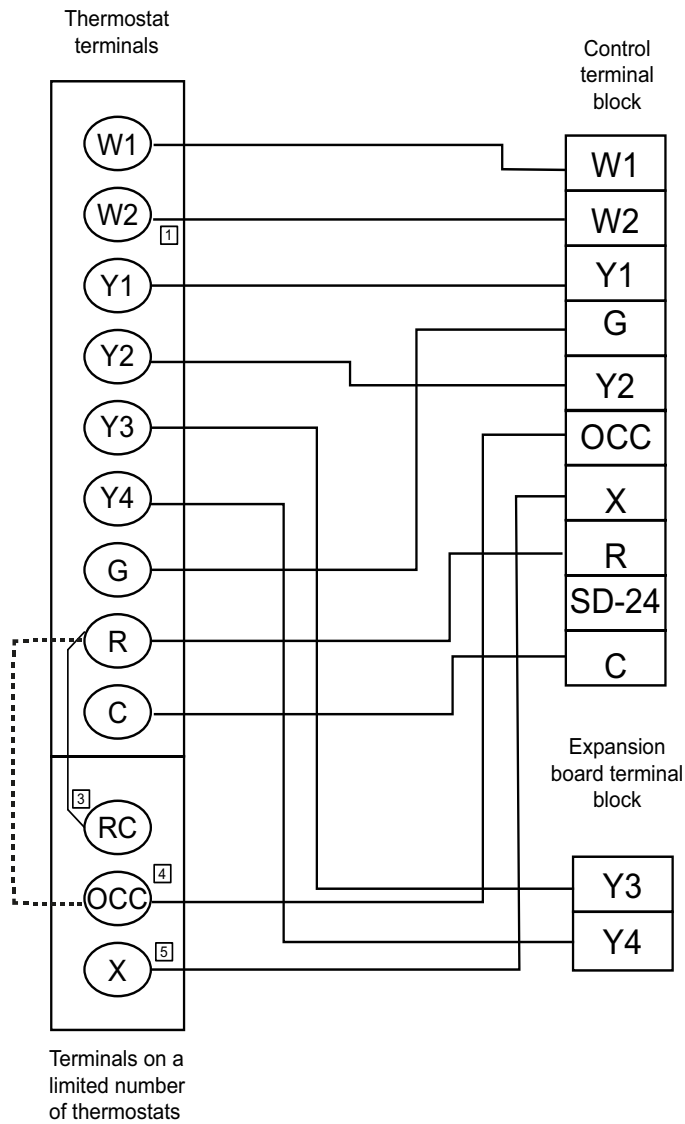 Thermostat
terminals
W1
W2
1
Y1
Y2
Y3
Y4
G
R
C
3
RC
4
OCC
5
X
Terminals on a
limited number
of thermostats
Control
terminal
block
W1
W2
Y1
G
Y2
OCC
X
R
SD-24
C
Expansion
board terminal
block
Y3
Y4